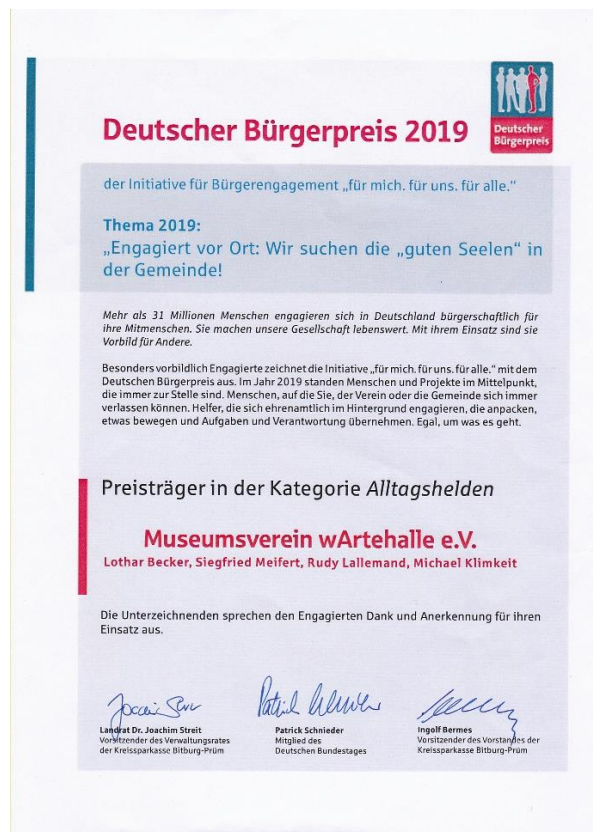 Deutscher Bürgerpreis 2019
Deutscher
Bürgerpreis
der Initiative für Bürgerengagement „für mich. für uns. für alle."
Thema 2019:
„Engagiert vor Ort: Wir suchen die „guten Seelen" in
der Gemeinde!
Mehr als 31 Millionen Menschen engagieren sich in Deutschland bürgerschaftlich für
ihre Mitmenschen. Sie machen unsere Gesellschaft lebenswert. Mit ihrem Einsatz sind sie
Vorbild für Andere.
Besonders vorbildlich Engagierte zeichnet die Initiative „für mich. für uns. für alle." mit dem
Deutschen Bürgerpreis aus. Im Jahr 2019 standen Menschen und Projekte im Mittelpunkt,
die immer zur Stelle sind. Menschen, auf die Sie, der Verein oder die Gemeinde sich immer
verlassen können. Helfer, die sich ehrenamtlich im Hintergrund engagieren, die anpacken,
etwas bewegen und Aufgaben und Verantwortung übernehmen. Egal, um was es geht.
Preisträger in der Kategorie Alltagshelden
Museumsverein wArtehalle e.V.
Lothar Becker, Siegfried Meifert, Rudy Lallemand, Michael Klimkeit
Die Unterzeichnenden sprechen den Engagierten Dank und Anerkennung für ihren
Einsatz aus.
Landrat Dr. Joachim Streit
Vorsitzender des Verwaltungsrates
der Kreissparkasse Bitburg-Prüm
Patrick Schnieder
Mitglied des
Deutschen Bundestages
Ingolf Bermes
Vorsitzender des Vorstandes der
Kreissparkasse Bitburg-Prüm